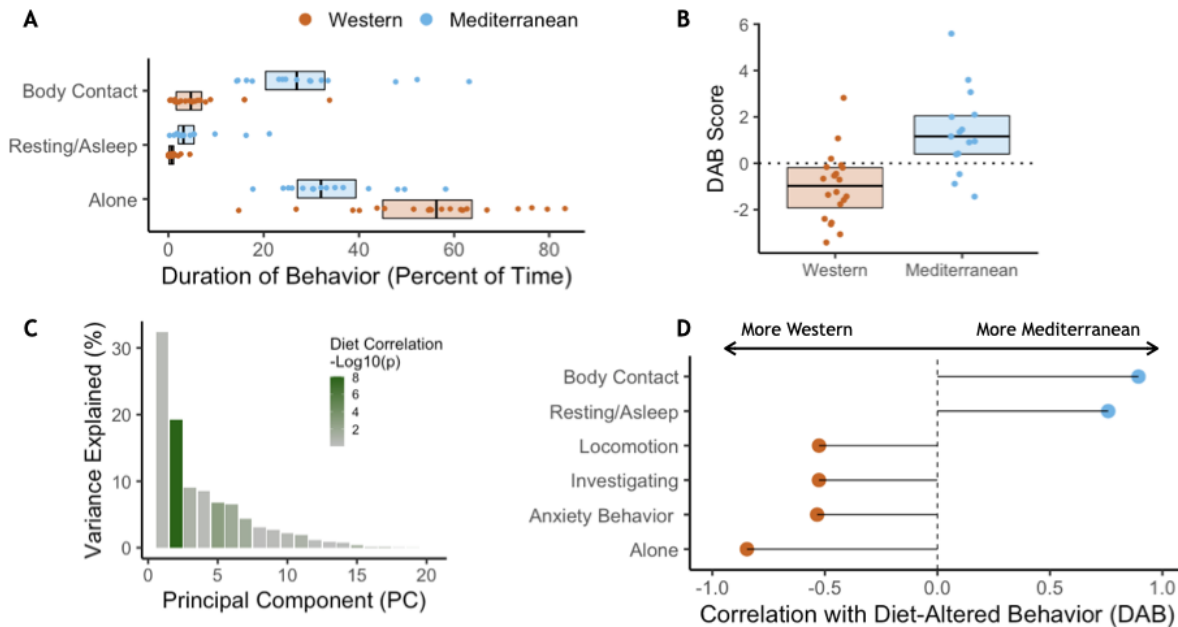 A
Western
Mediterranean
Body Contact
Resting/Asleep
Alone
0
20
40
60
80
Duration of Behavior (Percent of Time)
B
DAB Score
6
4
2
0
-2
Western
Mediterranean
C
Variance Explained (%)
30
20
10
0
Diet Correlation
-Log10(p)
8
6
4
2
0
5
10
15
20
Principal Component (PC)
D
More Western
More Mediterranean
Body Contact
Resting/Asleep
Locomotion
Investigating
Anxiety Behavior
Alone
-1.0
-0.5
0.0
0.5
1.0
Correlation with Diet-Altered Behavior (DAB)